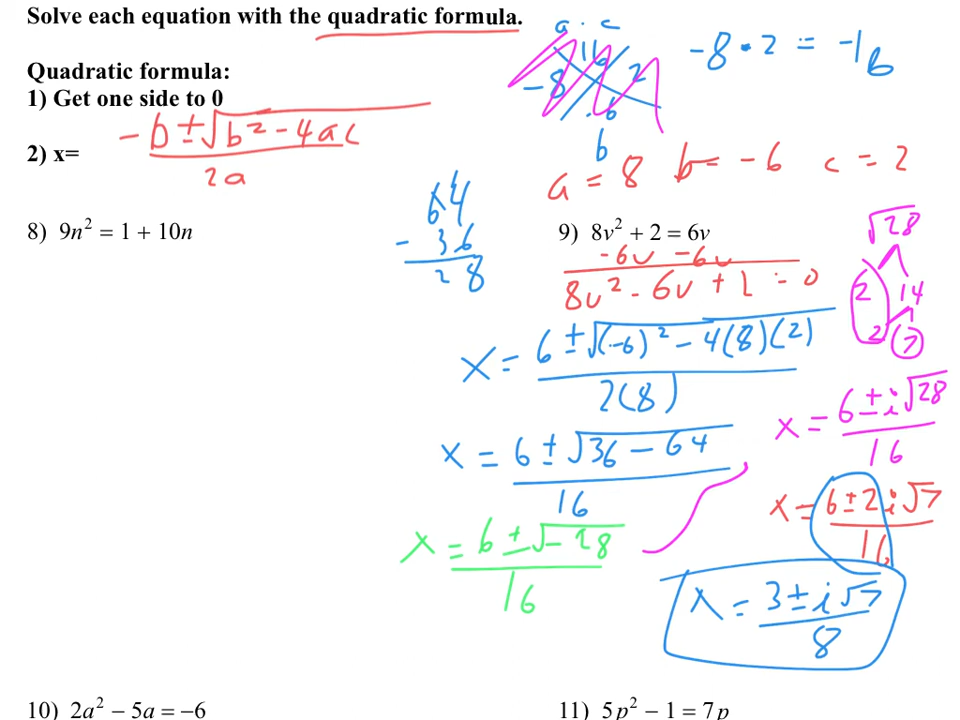 Solve each equation with the quadratic formula.
a · c
-8 · 2 = -16
Quadratic formula:
1) Get one side to 0
16
-8 2
-6
b
2) x= -b ± √b² - 4ac / 2a
a = 8 b = -6 c = 2
64
- 36
28
8) 9n² = 1 + 10n
9) 8v² + 2 = 6v
-6v -6v
8v² - 6v + 2 = 0
√28
2 14
2 7
x = 6 ± √(-6)² - 4(8)(2) / 2(8)
x = 6 ± i√28 / 16
x = 6 ± √36 - 64 / 16
x = 6 ± 2i√7 / 16
x = 6 ± √-28 / 16
x = 3 ± i√7 / 8
10) 2a² − 5a = −6
11) 5p² − 1 = 7p